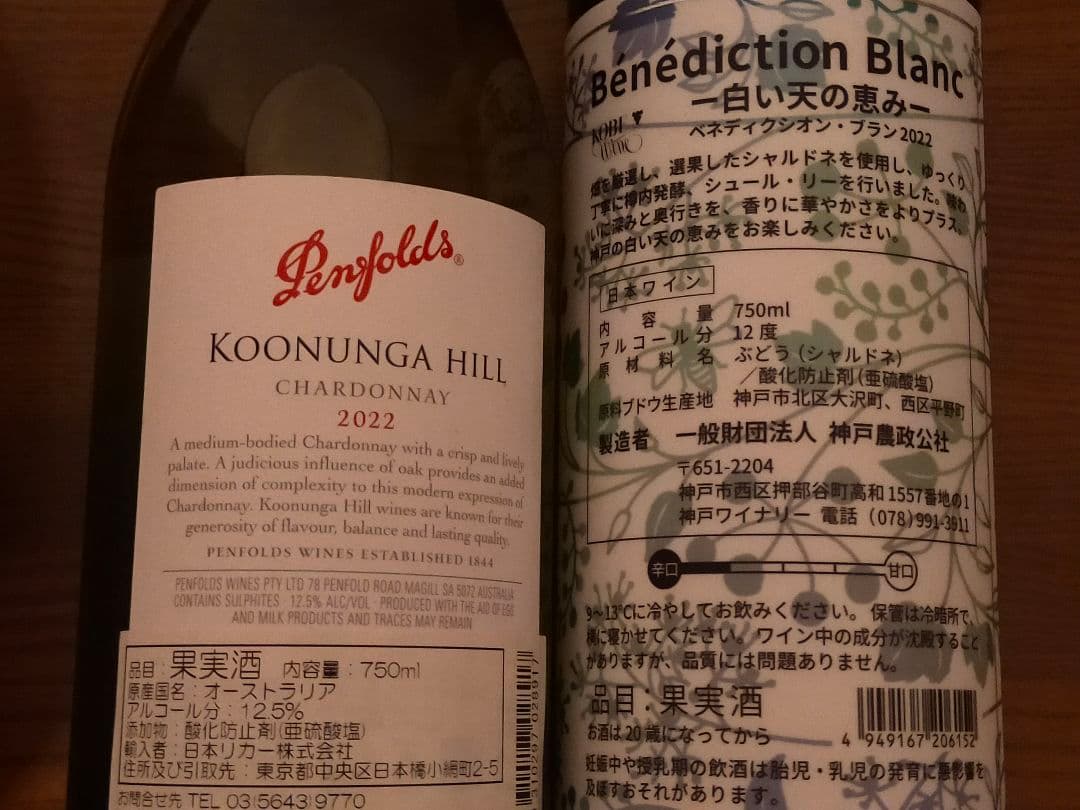 Penfolds®
KOONUNGA HILL
CHARDONNAY
2022
A medium-bodied Chardonnay with a crisp and lively
palate. A judicious influence of oak provides an added
dimension of complexity to this modern expression of
Chardonnay. Koonunga Hill wines are known for their
generosity of flavour, balance and lasting quality.
PENFOLDS WINES ESTABLISHED 1844
PENFOLDS WINES PTY LTD 78 PENFOLD ROAD MAGILL SA 5072 AUSTRALIA
CONTAINS SULPHITES · 12.5% ALC/VOL · PRODUCED WITH THE AID OF EGG
AND MILK PRODUCTS AND TRACES MAY REMAIN
品目：果実酒 内容量：750ml
原産国名：オーストラリア
アルコール分：12.5%
添加物：酸化防止剤(亜硫酸塩)
輸入者：日本リカー株式会社
住所及び引取先：東京都中央区日本橋小網町2-5
お問合せ先 TEL 03(5643)9770
Bénédiction Blanc
ー白い天の恵みー
KOBE
Wine
ベネディクシオン・ブラン2022
畑を厳選し、選果したシャルドネを使用し、ゆっくり
丁寧に樽内発酵、シュール・リーを行いました。味わ
いに深みと奥行きを、香りに華やかさをよりプラス。
神戸の白い天の恵みをお楽しみください。
日本ワイン
内容量 750ml
アルコール分 12度
原材料名 ぶどう（シャルドネ）
／酸化防止剤(亜硫酸塩)
原料ブドウ生産地 神戸市北区大沢町、西区平野町
製造者 一般財団法人 神戸農政公社
〒651-2204
神戸市西区押部谷町高和1557番地の1
神戸ワイナリー 電話（078)991-3911
辛口 甘口
9〜13℃に冷やしてお飲みください。保管は冷暗所で、
横に寝かせてください。ワイン中の成分が沈殿すること
がありますが、品質には問題ありません。
品目：果実酒
お酒は20歳になってから
4 949167 206152
妊娠中や授乳期の飲酒は胎児・乳児の発育に悪影響を
及ぼすおそれがあります。